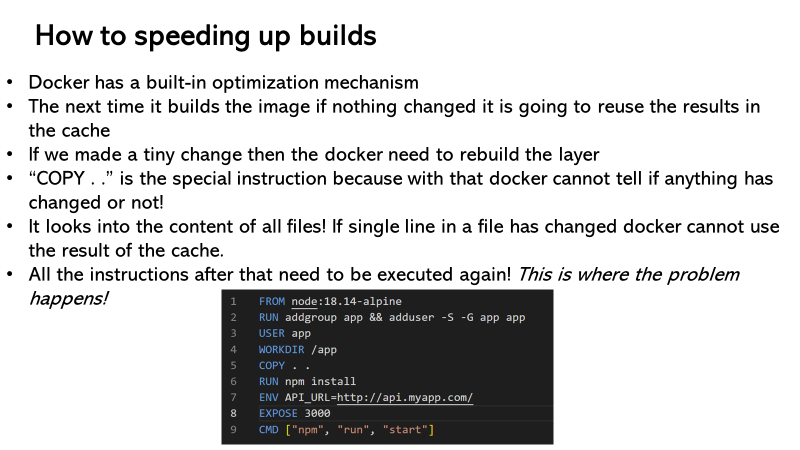 How to speeding up builds
• Docker has a built-in optimization mechanism
• The next time it builds the image if nothing changed it is going to reuse the results in
the cache
• If we made a tiny change then the docker need to rebuild the layer
• “COPY . .” is the special instruction because with that docker cannot tell if anything has
changed or not!
• It looks into the content of all files! If single line in a file has changed docker cannot use
the result of the cache.
• All the instructions after that need to be executed again! This is where the problem
happens!
1 FROM node:18.14-alpine
2 RUN addgroup app && adduser -S -G app app
3 USER app
4 WORKDIR /app
5 COPY . .
6 RUN npm install
7 ENV API_URL=http://api.myapp.com/
8 EXPOSE 3000
9 CMD ["npm", "run", "start"]